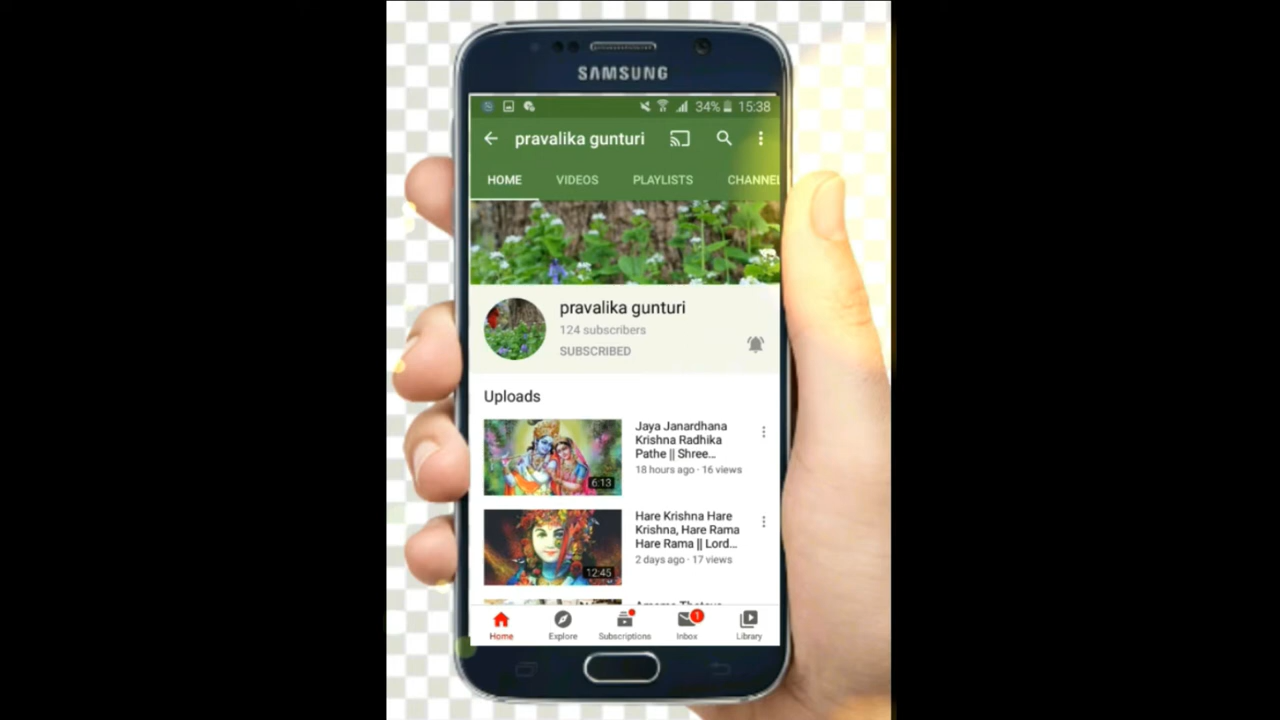 SAMSUNG
34% 15:38
pravalika gunturi
HOME VIDEOS PLAYLISTS CHANNEL
pravalika gunturi
124 subscribers
SUBSCRIBED
Uploads
Jaya Janardhana
Krishna Radhika
Pathe || Shree...
18 hours ago · 16 views
6:13
Hare Krishna Hare
Krishna, Hare Rama
Hare Rama || Lord...
2 days ago · 17 views
12:45
1
Home Explore Subscriptions Inbox Library